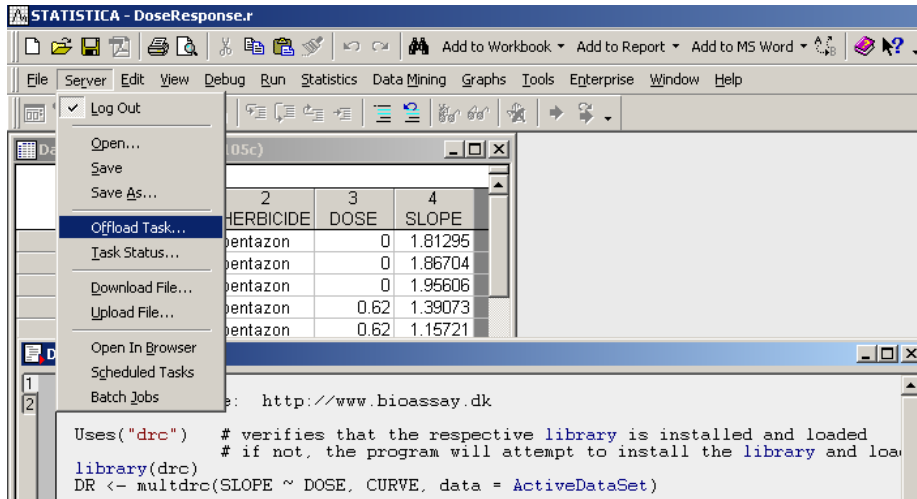 STATISTICA - DoseResponse.r
Add to Workbook Add to Report Add to MS Word
File Server Edit View Debug Run Statistics Data Mining Graphs Tools Enterprise Window Help
Log Out
Open...
Save
Save As...
Offload Task...
Task Status...
Download File...
Upload File...
Open In Browser
Scheduled Tasks
Batch Jobs
05c)
2 3 4
HERBICIDE DOSE SLOPE
bentazon 0 1.81295
bentazon 0 1.86704
bentazon 0 1.95606
bentazon 0.62 1.39073
bentazon 0.62 1.15721
1
2
http://www.bioassay.dk
Uses("drc") # verifies that the respective library is installed and loaded
# if not, the program will attempt to install the library and
library(drc)
DR <- multdrc(SLOPE ~ DOSE, CURVE, data = ActiveDataSet)